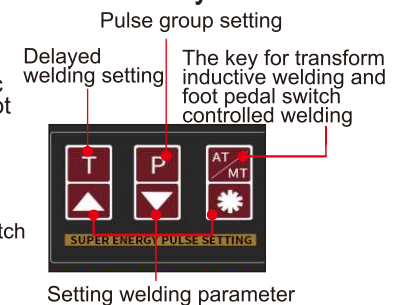 Pulse group setting
Delayed
welding setting
The key for transform
inductive welding and
foot pedal switch
controlled welding
T
P
AT
MT
SUPER ENERGY PULSE SETTING
Setting welding parameter